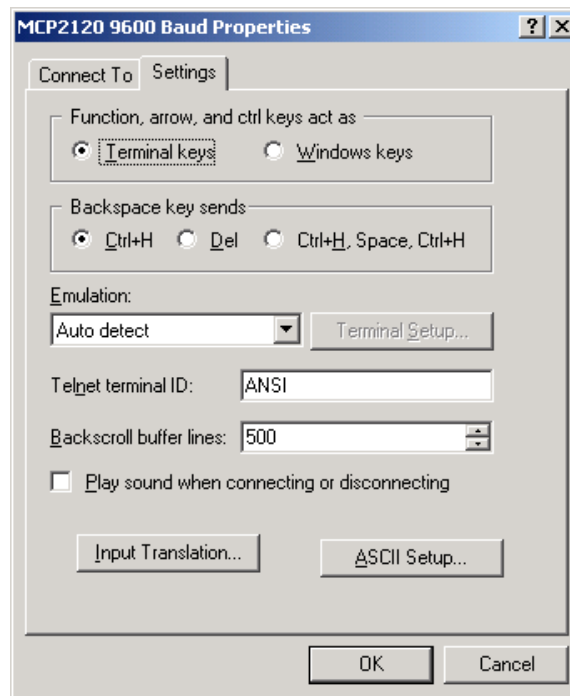 MCP2120 9600 Baud Properties
Connect To Settings
Function, arrow, and ctrl keys act as
Terminal keys Windows keys
Backspace key sends
Ctrl+H Del Ctrl+H, Space, Ctrl+H
Emulation:
Auto detect Terminal Setup...
Telnet terminal ID: ANSI
Backscroll buffer lines: 500
Play sound when connecting or disconnecting
Input Translation... ASCII Setup...
OK Cancel